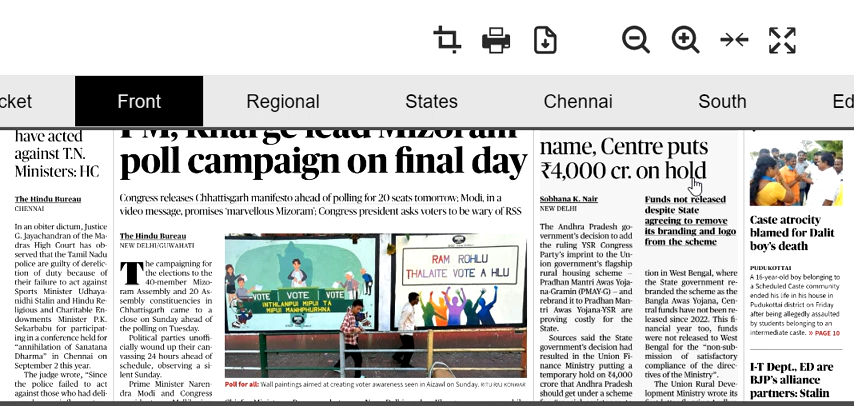 cket
Front
Regional
States
Chennai
South
Ed
have acted
against T.N.
Ministers: HC
The Hindu Bureau
CHENNAI
In an obiter dictum, Justice
G. Jayachandran of the Ma-
dras High Court has ob-
served that the Tamil Nadu
police are guilty of derelic-
tion of duty because of
their failure to act against
Sports Minister Udhaya-
nidhi Stalin and Hindu Re-
ligious and Charitable En-
dowments Minister P.K.
Sekarbabu for participat-
ing in a conference held for
“annihilation of Sanatana
Dharma” in Chennai on
September 2 this year.
The judge wrote, “Since
the police failed to act
against those who had deli-
PM, Kharge lead Mizoram
poll campaign on final day
Congress releases Chhattisgarh manifesto ahead of polling for 20 seats tomorrow; Modi, in a
video message, promises ‘marvellous Mizoram’; Congress president asks voters to be wary of RSS
The Hindu Bureau
NEW DELHI/GUWAHATI
The campaigning for
the elections to the
40-member Mizo-
ram Assembly and 20 As-
sembly constituencies in
Chhattisgarh came to a
close on Sunday ahead of
the polling on Tuesday.
Political parties unoffi-
cially wound up their can-
vassing 24 hours ahead of
schedule, observing a si-
lent Sunday.
Prime Minister Naren-
dra Modi and Congress
VOTE VOTE VOTE
INTHLANPUI MIPUI TA
MIPUI MANHPHURHNA
RAM ROHLU
THALAITE VOTE A HLU
Poll for all: Wall paintings aimed at creating voter awareness seen in Aizawl on Sunday. RITU RAJ KONWAR
name, Centre puts
₹4,000 cr. on hold
Sobhana K. Nair
NEW DELHI
The Andhra Pradesh go-
vernment’s decision to add
the ruling YSR Congress
Party’s imprint to the Un-
ion government’s flagship
rural housing scheme —
Pradhan Mantri Awas Yoja-
na-Gramin (PMAY-G) — and
rebrand it to Pradhan Man-
tri Awas Yojana-YSR are
proving costly for the
State.
Sources said the State
government’s decision had
resulted in the Union Fi-
nance Ministry putting a
temporary hold on ₹4,000
crore that Andhra Pradesh
should get under a scheme
Funds not released
despite State
agreeing to remove
its branding and logo
from the scheme
tion in West Bengal, where
the State government re-
branded the scheme as the
Bangla Awas Yojana, Cen-
tral funds have not been re-
leased since 2022. This fi-
nancial year too, funds
were not released to West
Bengal for the “non-sub-
mission of satisfactory
compliance of the direc-
tives of the Ministry”.
The Union Rural Deve-
lopment Ministry wrote its
Caste atrocity
blamed for Dalit
boy’s death
PUDUKOTTAI
A 16-year-old boy belonging to
a Scheduled Caste community
ended his life in his house in
Pudukottai district on Friday
after being allegedly assaulted
by students belonging to an
intermediate caste. » PAGE 10
I-T Dept., ED are
BJP’s alliance
partners: Stalin